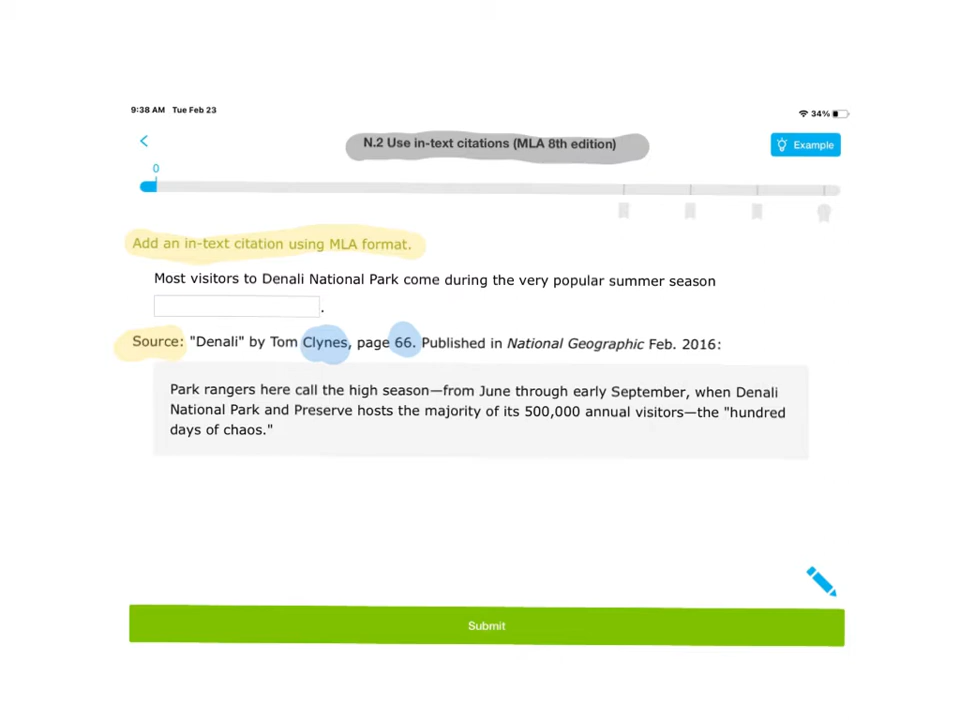 9:38 AM Tue Feb 23
34%
N.2 Use in-text citations (MLA 8th edition)
Example
0
Add an in-text citation using MLA format.
Most visitors to Denali National Park come during the very popular summer season
.
Source: "Denali" by Tom Clynes, page 66. Published in National Geographic Feb. 2016:
Park rangers here call the high season—from June through early September, when Denali
National Park and Preserve hosts the majority of its 500,000 annual visitors—the "hundred
days of chaos."
Submit